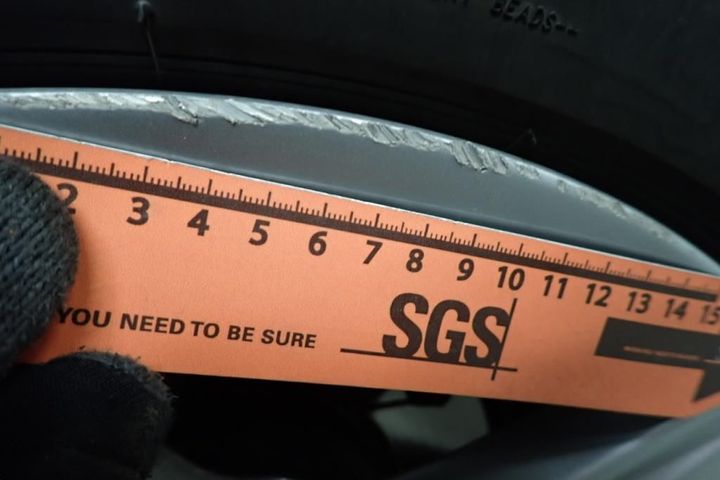 BEADS--
2 3 4 5 6 7 8 9 10 11 12 13 14 15
YOU NEED TO BE SURE
SGS